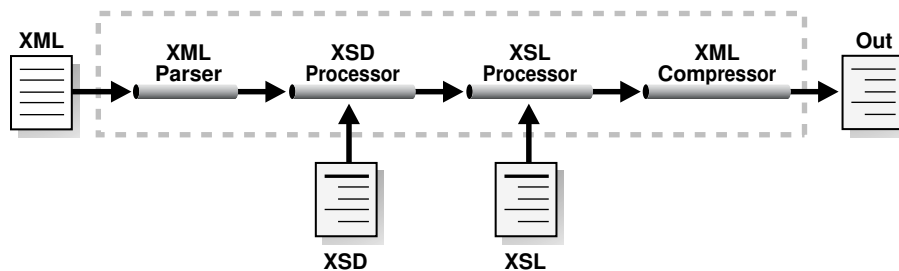 XML
XML
Parser
XSD
Processor
XSL
Processor
XML
Compressor
Out
XSD
XSL